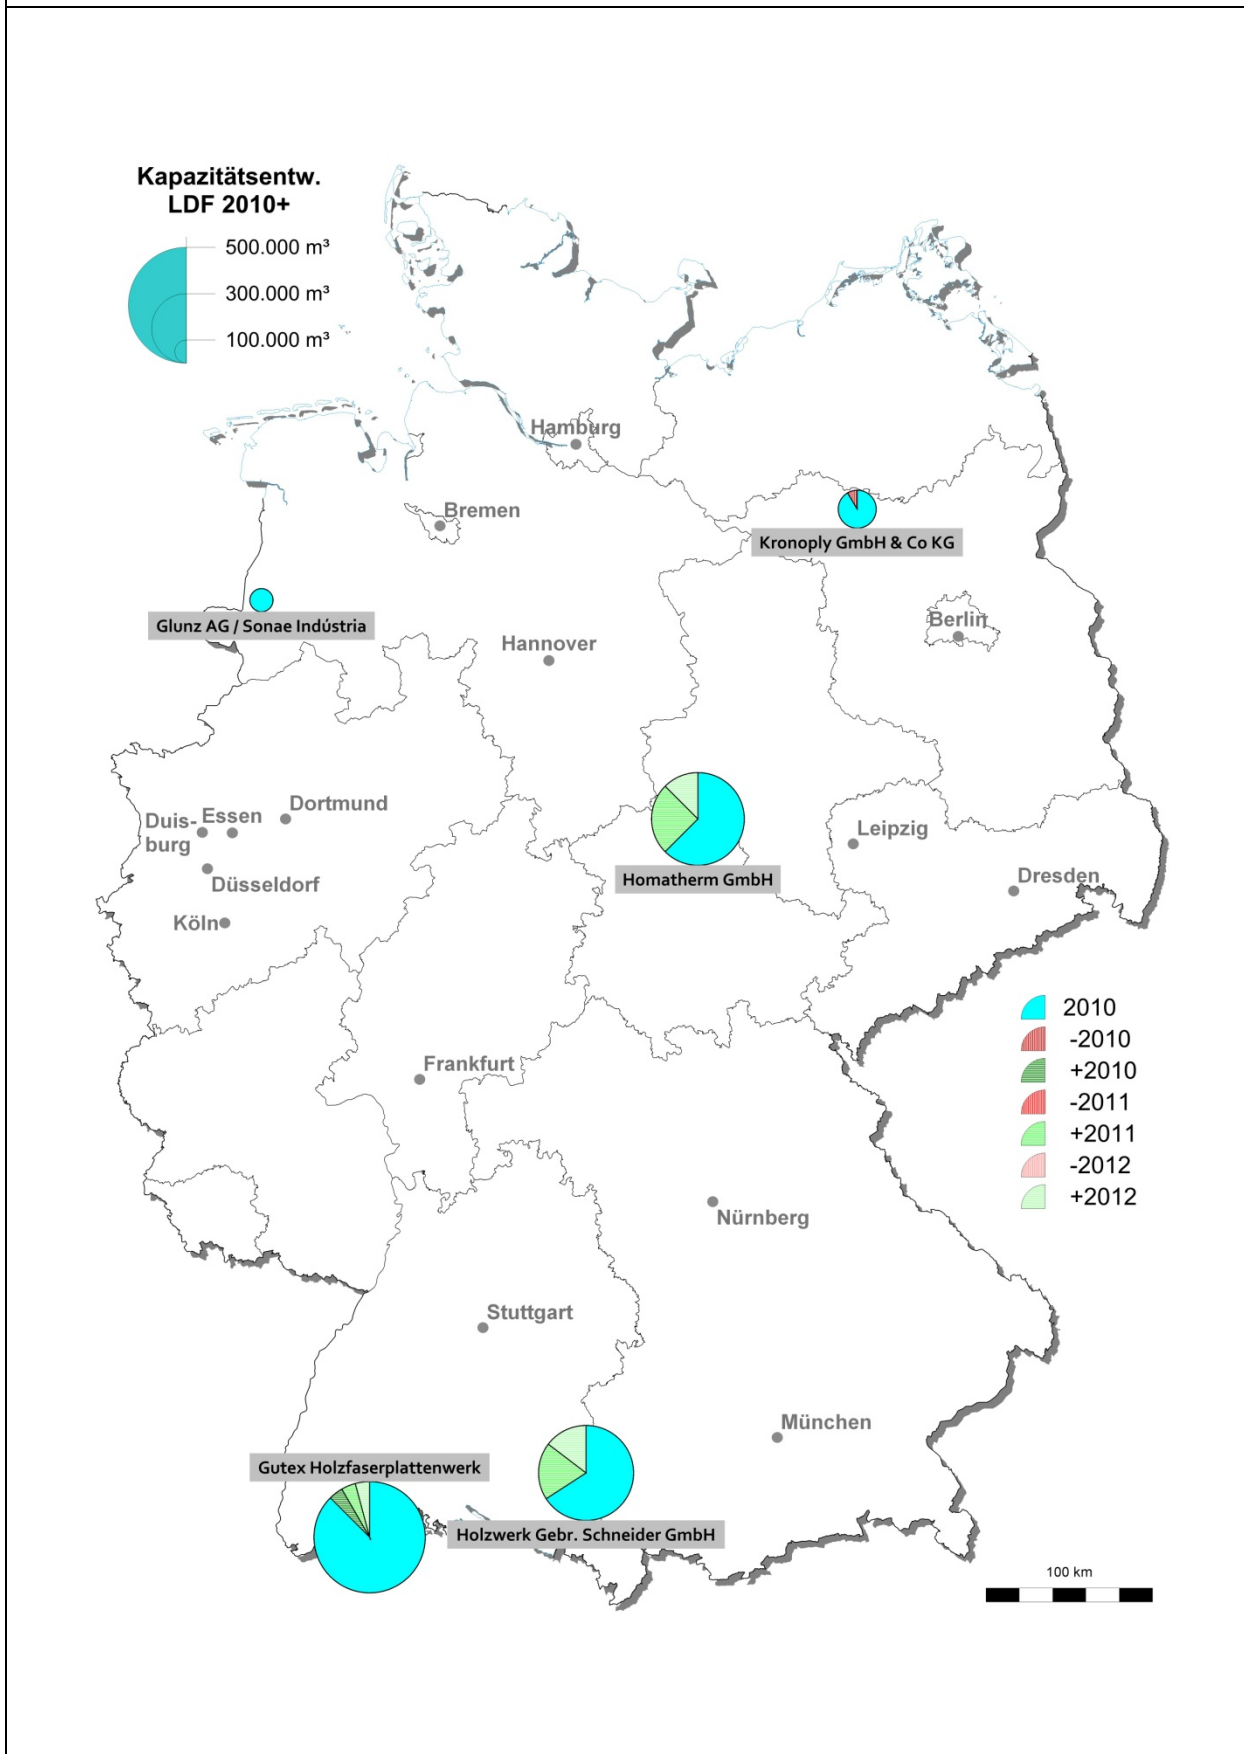 Kapazitätsentw.
LDF 2010+
500.000 m³
300.000 m³
100.000 m³
Hamburg
Bremen
Kronoply GmbH & Co KG
Glunz AG / Sonae Indústria
Berlin
Hannover
Duis-
burg
Essen
Dortmund
Leipzig
Düsseldorf
Homatherm GmbH
Dresden
Köln
2010
-2010
+2010
-2011
+2011
-2012
+2012
Frankfurt
Nürnberg
Stuttgart
München
Gutex Holzfaserplattenwerk
Holzwerk Gebr. Schneider GmbH
100 km